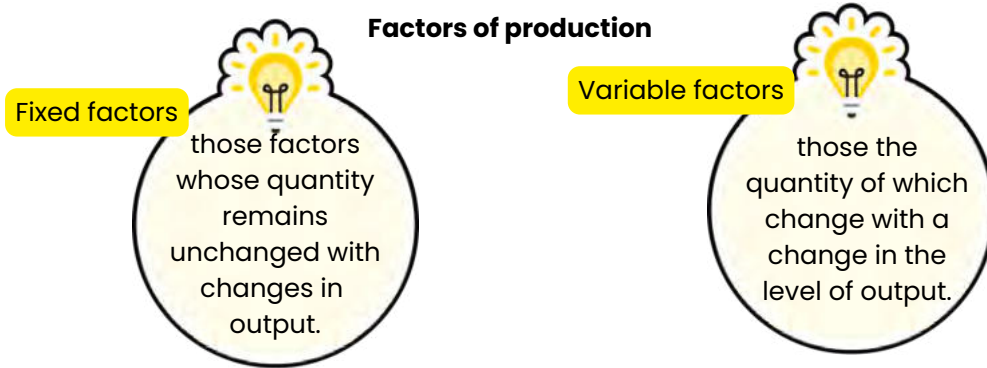 Factors of production
Fixed factors
those factors
whose quantity
remains
unchanged with
changes in
output.
Variable factors
those the
quantity of which
change with a
change in the
level of output.